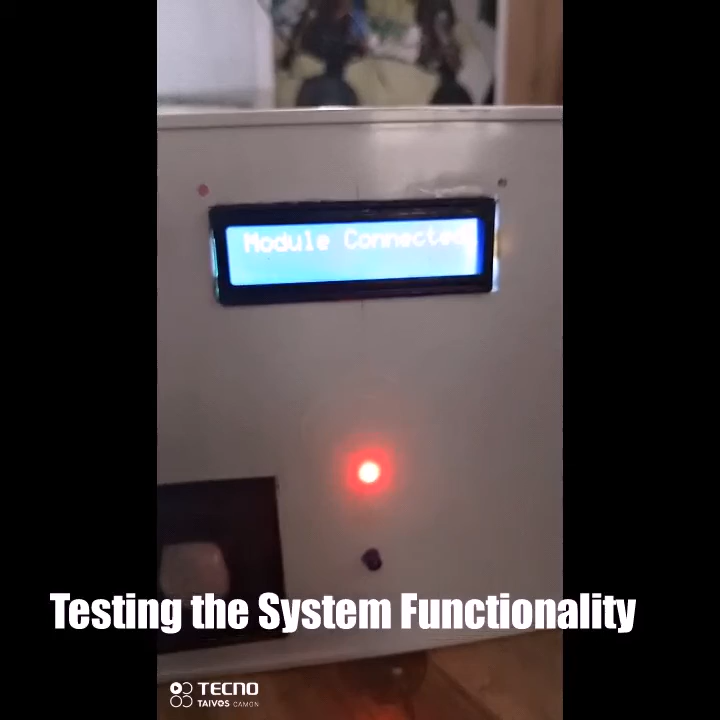 Module Connected
Testing the System Functionality
TECNO
TAIVOS CAMON